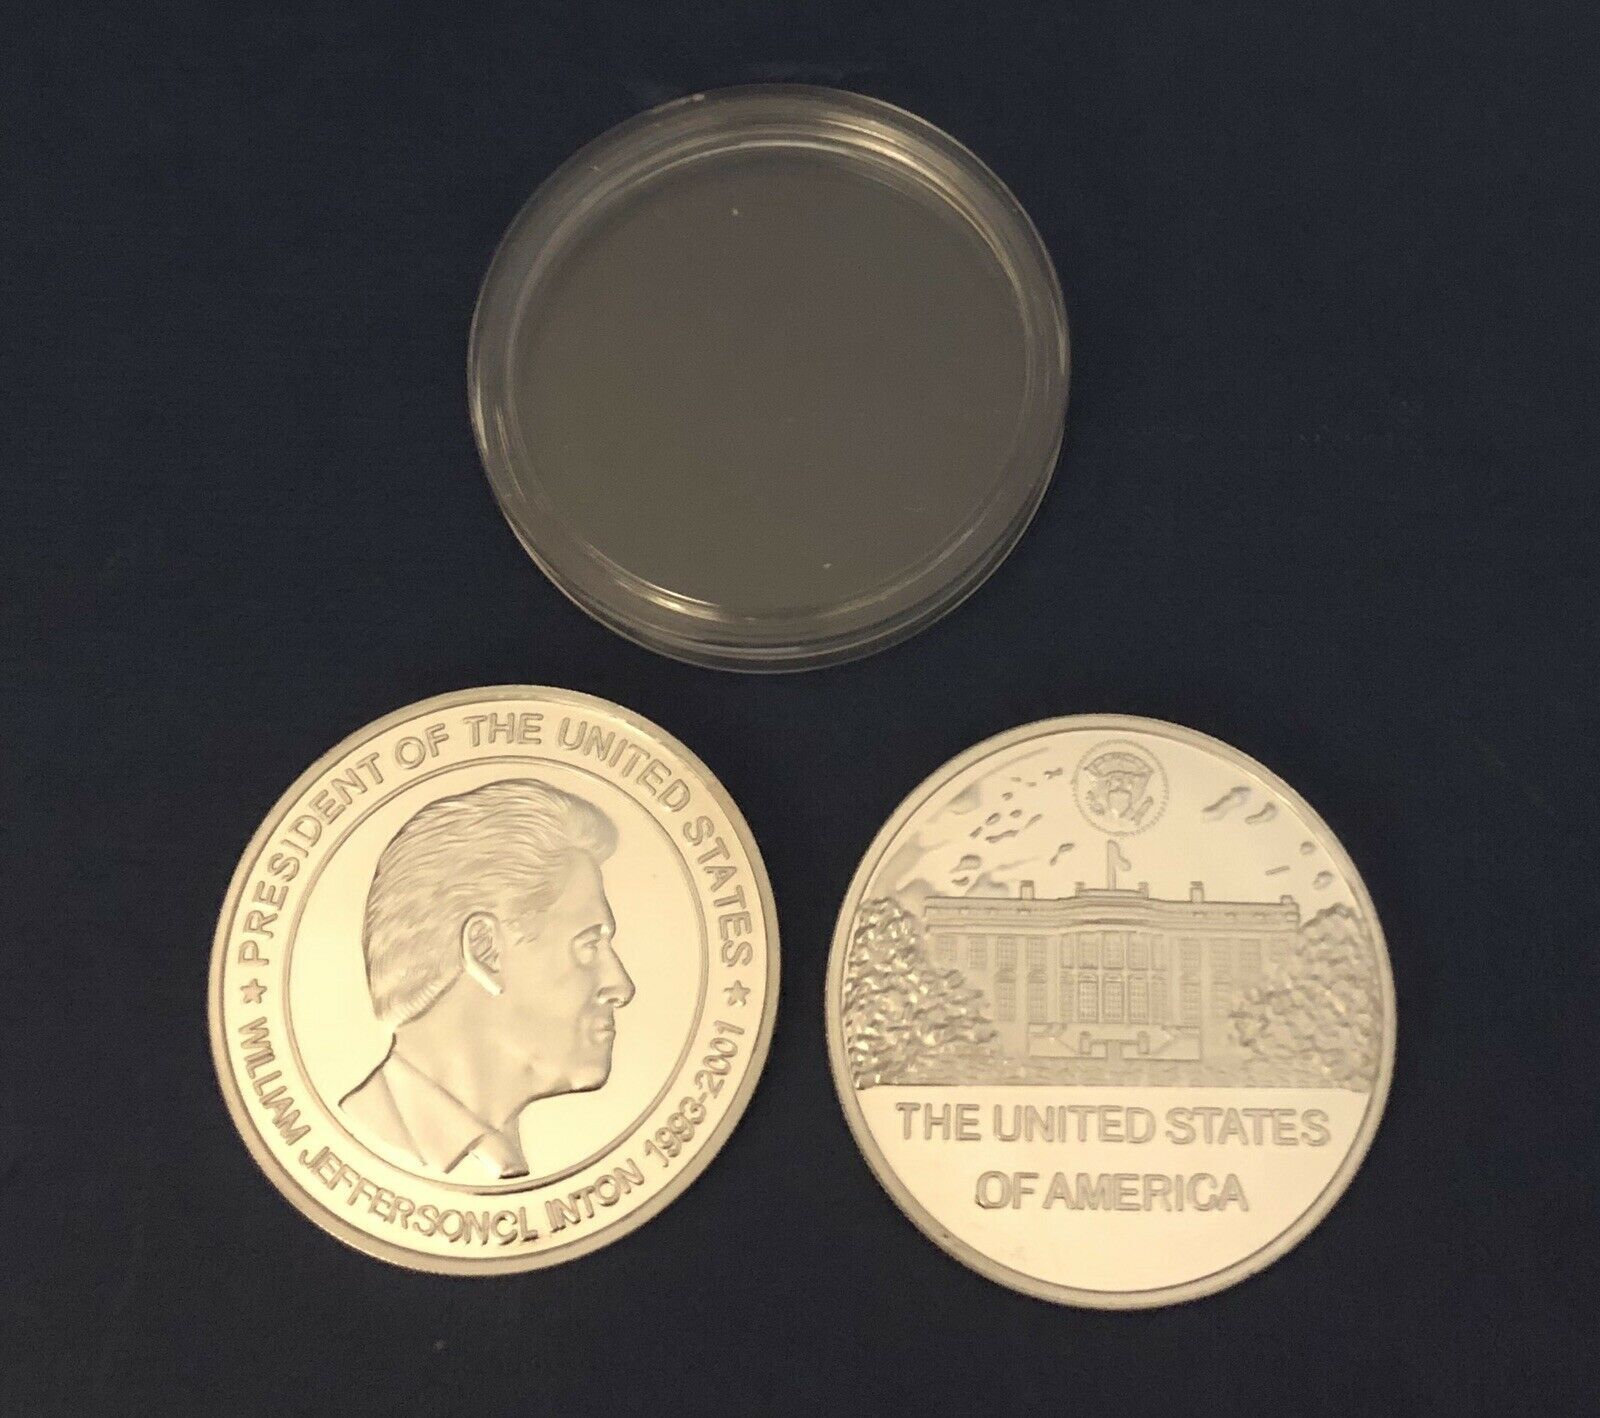 ★ PRESIDENT OF THE UNITED STATES ★
WILLIAM JEFFERSONCL INTON 1993-2001
THE UNITED STATES
OF AMERICA